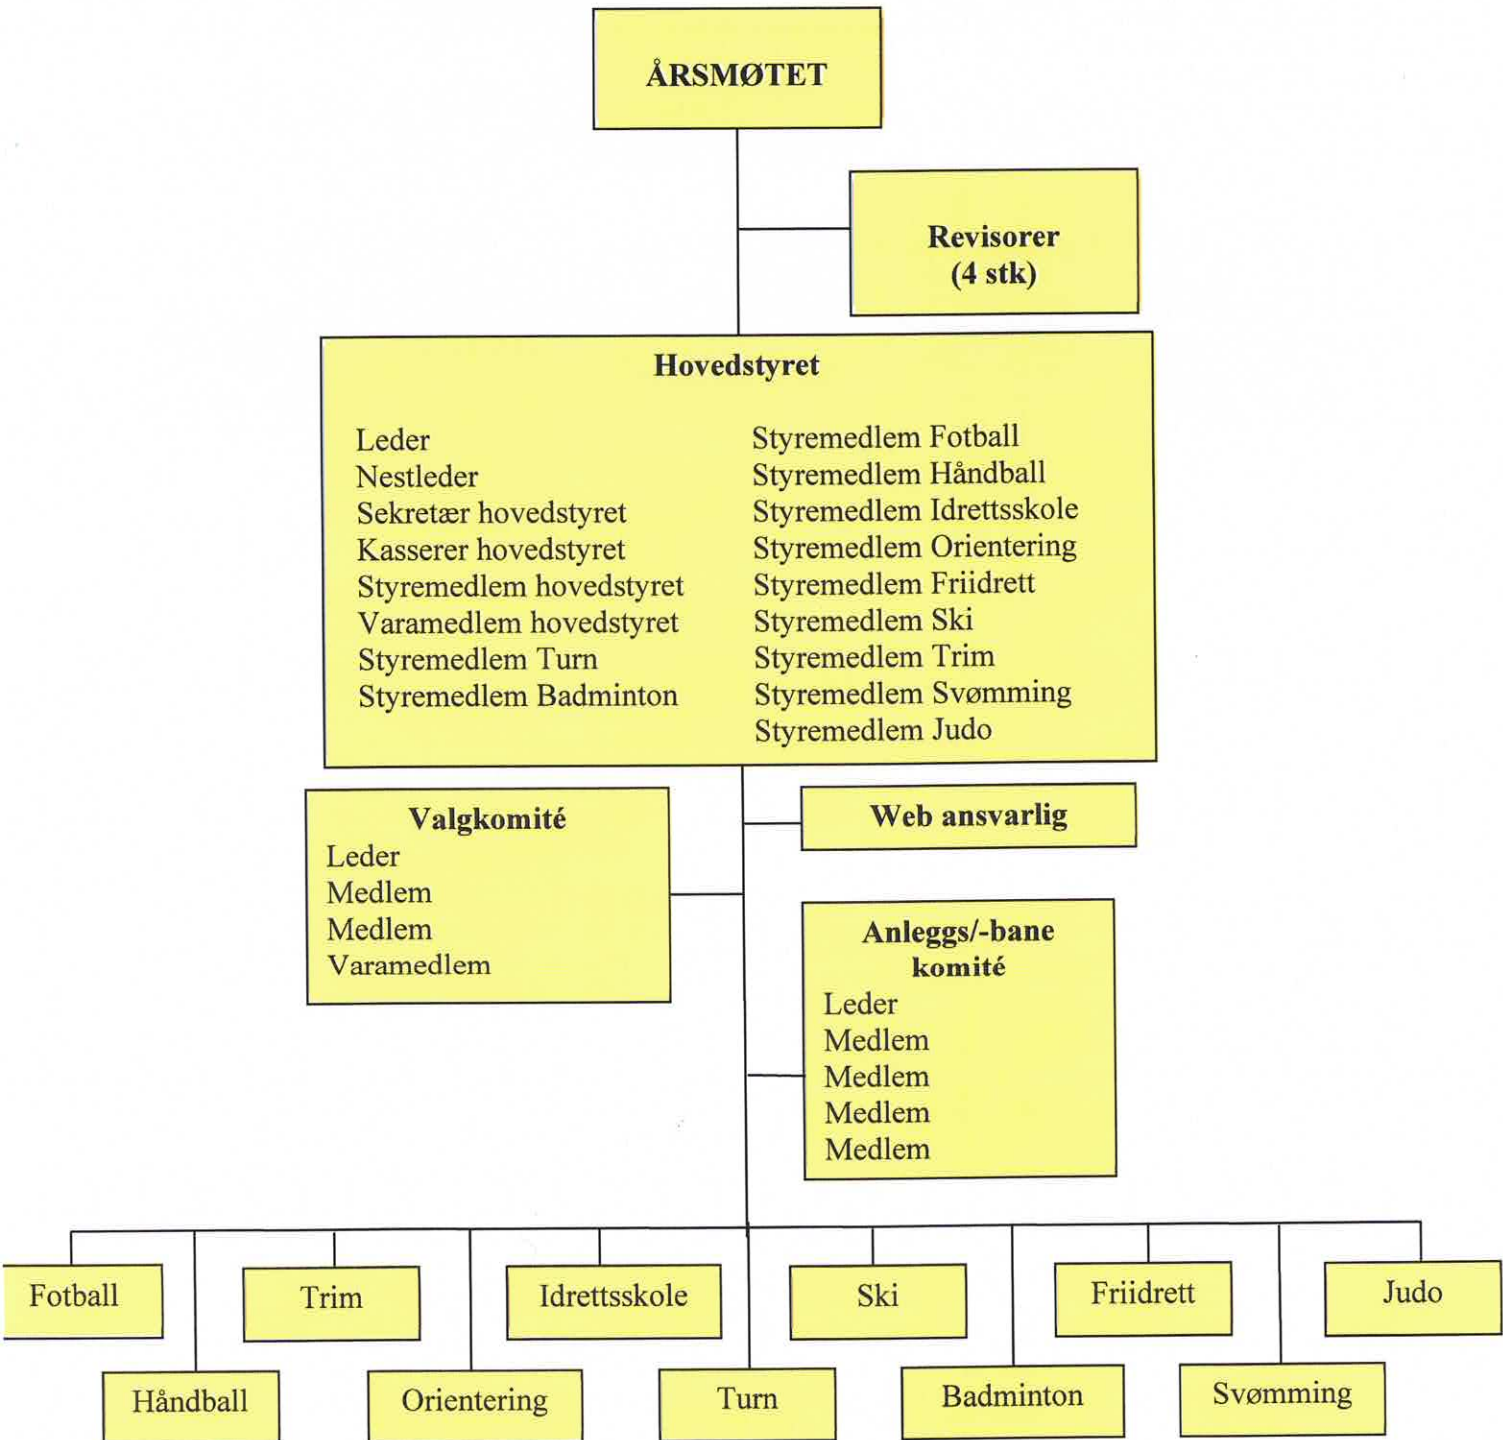 ÅRSMØTET
Revisorer
(4 stk)
Hovedstyret
Leder
Nestleder
Sekretær hovedstyret
Kasserer hovedstyret
Styremedlem hovedstyret
Varamedlem hovedstyret
Styremedlem Turn
Styremedlem Badminton
Styremedlem Fotball
Styremedlem Håndball
Styremedlem Idrettsskole
Styremedlem Orientering
Styremedlem Friidrett
Styremedlem Ski
Styremedlem Trim
Styremedlem Svømming
Styremedlem Judo
Valgkomité
Leder
Medlem
Medlem
Varamedlem
Web ansvarlig
Anleggs/-bane
komité
Leder
Medlem
Medlem
Medlem
Medlem
Fotball
Trim
Idrettsskole
Ski
Friidrett
Judo
Håndball
Orientering
Turn
Badminton
Svømming